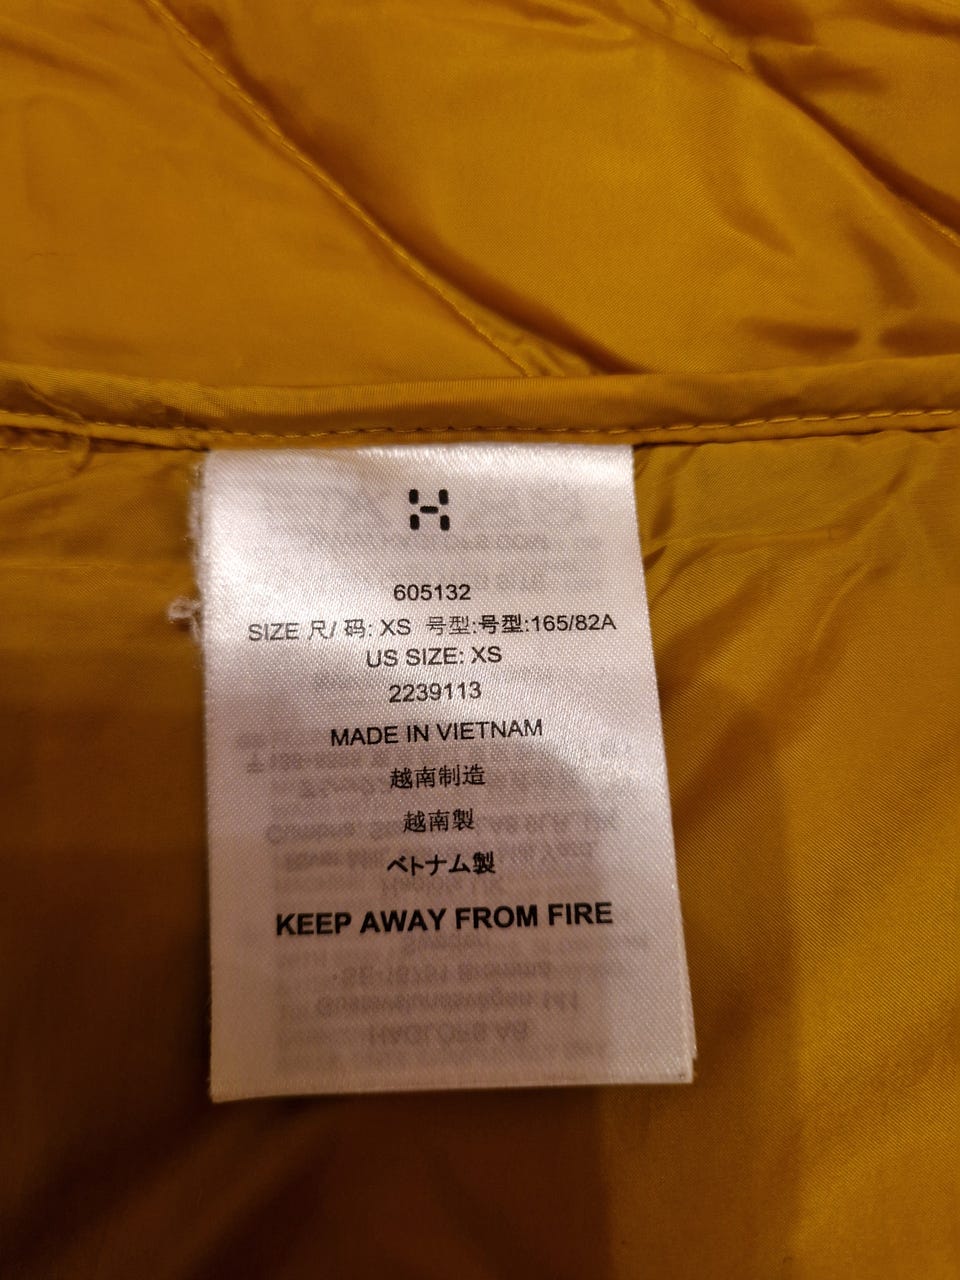 605132
SIZE 尺/ 码: XS 号型:号型:165/82A
US SIZE: XS
2239113
MADE IN VIETNAM
越南制造
越南製
ベトナム製
KEEP AWAY FROM FIRE